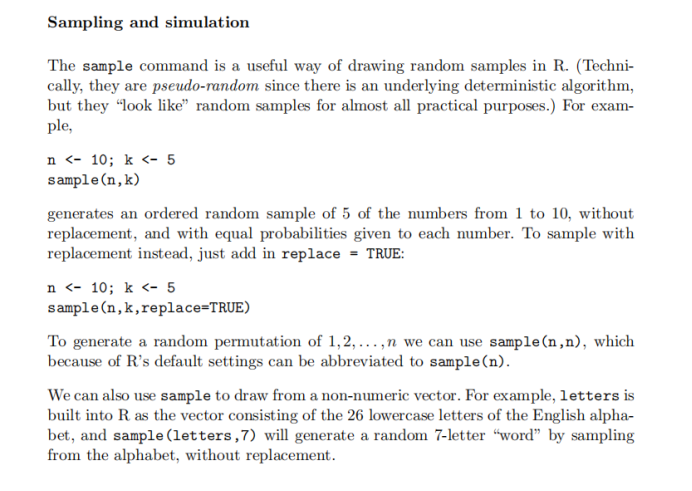 Sampling and simulation
The sample command is a useful way of drawing random samples in R. (Techni-
cally, they are pseudo-random since there is an underlying deterministic algorithm,
but they “look like” random samples for almost all practical purposes.) For exam-
ple,
n <- 10; k <- 5
sample(n,k)
generates an ordered random sample of 5 of the numbers from 1 to 10, without
replacement, and with equal probabilities given to each number. To sample with
replacement instead, just add in replace = TRUE:
n <- 10; k <- 5
sample(n,k,replace=TRUE)
To generate a random permutation of 1,2,...,n we can use sample(n,n), which
because of R’s default settings can be abbreviated to sample(n).
We can also use sample to draw from a non-numeric vector. For example, letters is
built into R as the vector consisting of the 26 lowercase letters of the English alpha-
bet, and sample(letters,7) will generate a random 7-letter “word” by sampling
from the alphabet, without replacement.